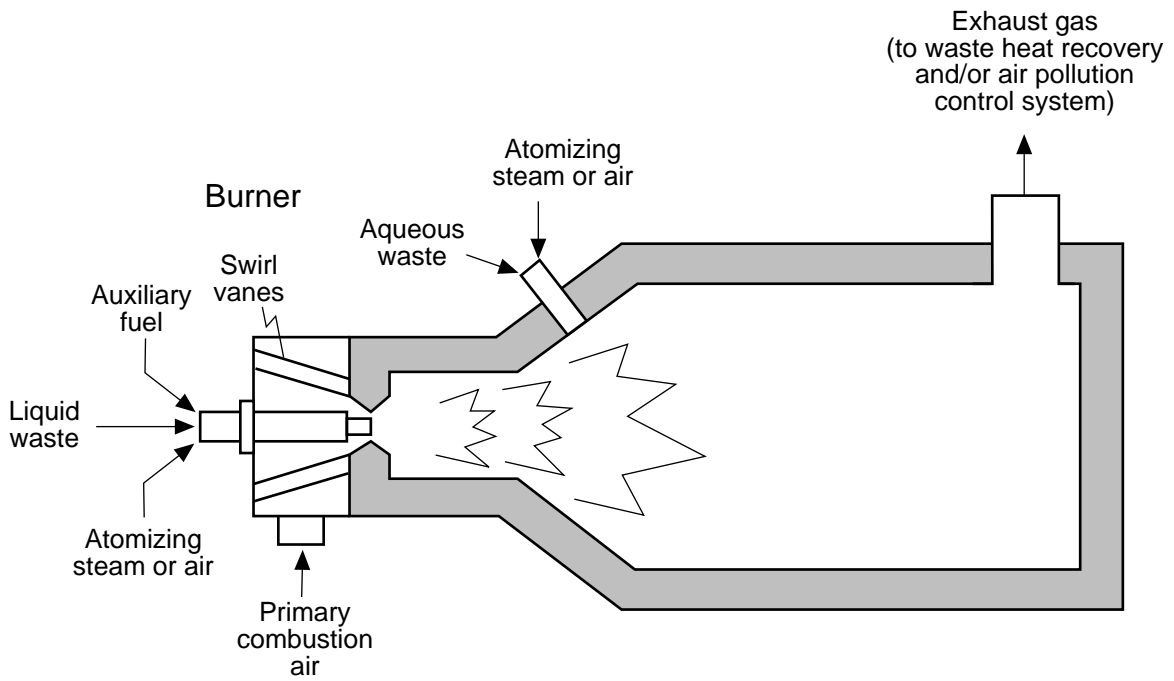 Exhaust gas
(to waste heat recovery
and/or air pollution
control system)
Atomizing
steam or air
Burner
Aqueous
waste
Swirl
vanes
Auxiliary
fuel
Liquid
waste
Atomizing
steam or air
Primary
combustion
air